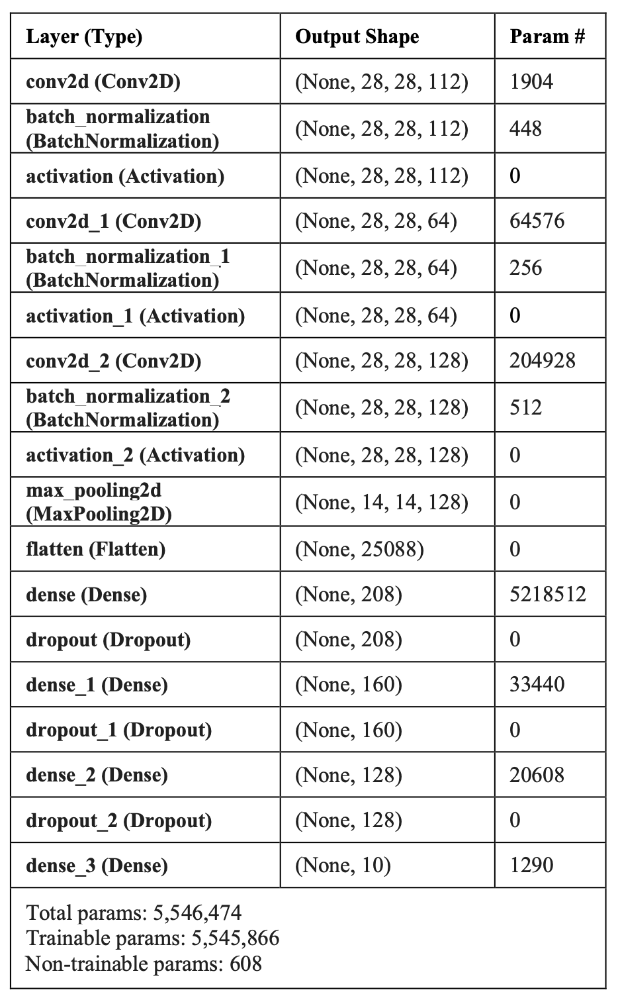 Layer (Type) Output Shape Param #
conv2d (Conv2D) (None, 28, 28, 112) 1904
batch_normalization
(BatchNormalization) (None, 28, 28, 112) 448
activation (Activation) (None, 28, 28, 112) 0
conv2d_1 (Conv2D) (None, 28, 28, 64) 64576
batch_normalization_1
(BatchNormalization) (None, 28, 28, 64) 256
activation_1 (Activation) (None, 28, 28, 64) 0
conv2d_2 (Conv2D) (None, 28, 28, 128) 204928
batch_normalization_2
(BatchNormalization) (None, 28, 28, 128) 512
activation_2 (Activation) (None, 28, 28, 128) 0
max_pooling2d
(MaxPooling2D) (None, 14, 14, 128) 0
flatten (Flatten) (None, 25088) 0
dense (Dense) (None, 208) 5218512
dropout (Dropout) (None, 208) 0
dense_1 (Dense) (None, 160) 33440
dropout_1 (Dropout) (None, 160) 0
dense_2 (Dense) (None, 128) 20608
dropout_2 (Dropout) (None, 128) 0
dense_3 (Dense) (None, 10) 1290
Total params: 5,546,474
Trainable params: 5,545,866
Non-trainable params: 608